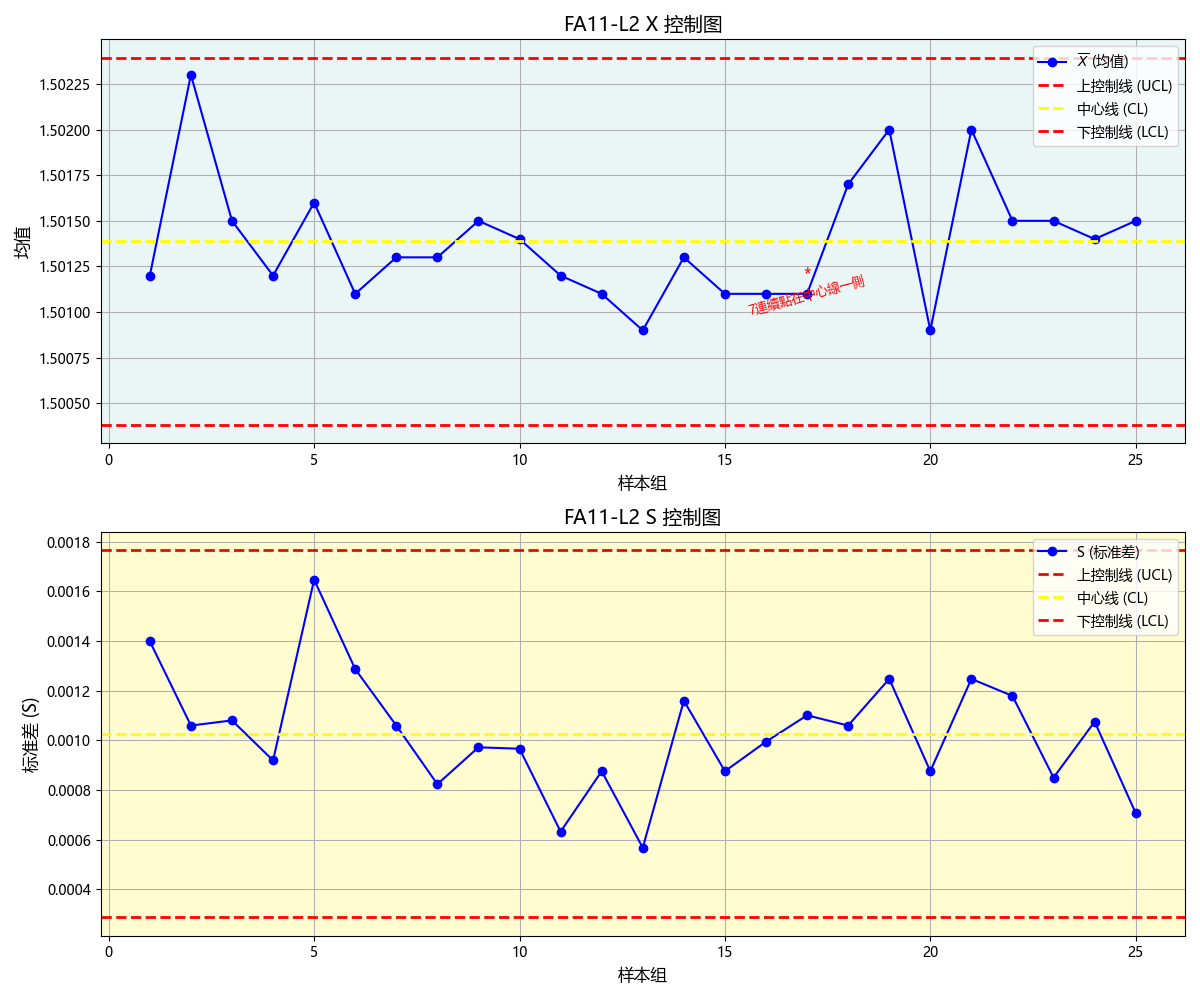 FA11-L2 X 控制图
均值
1.50225
1.50200
1.50175
1.50150
1.50125
1.50100
1.50075
1.50050
X (均值)
上控制线 (UCL)
中心线 (CL)
下控制线 (LCL)
*
7連續點在中心線一側
0 5 10 15 20 25
样本组
FA11-L2 S 控制图
标准差 (S)
0.0018
0.0016
0.0014
0.0012
0.0010
0.0008
0.0006
0.0004
S (标准差)
上控制线 (UCL)
中心线 (CL)
下控制线 (LCL)
0 5 10 15 20 25
样本组